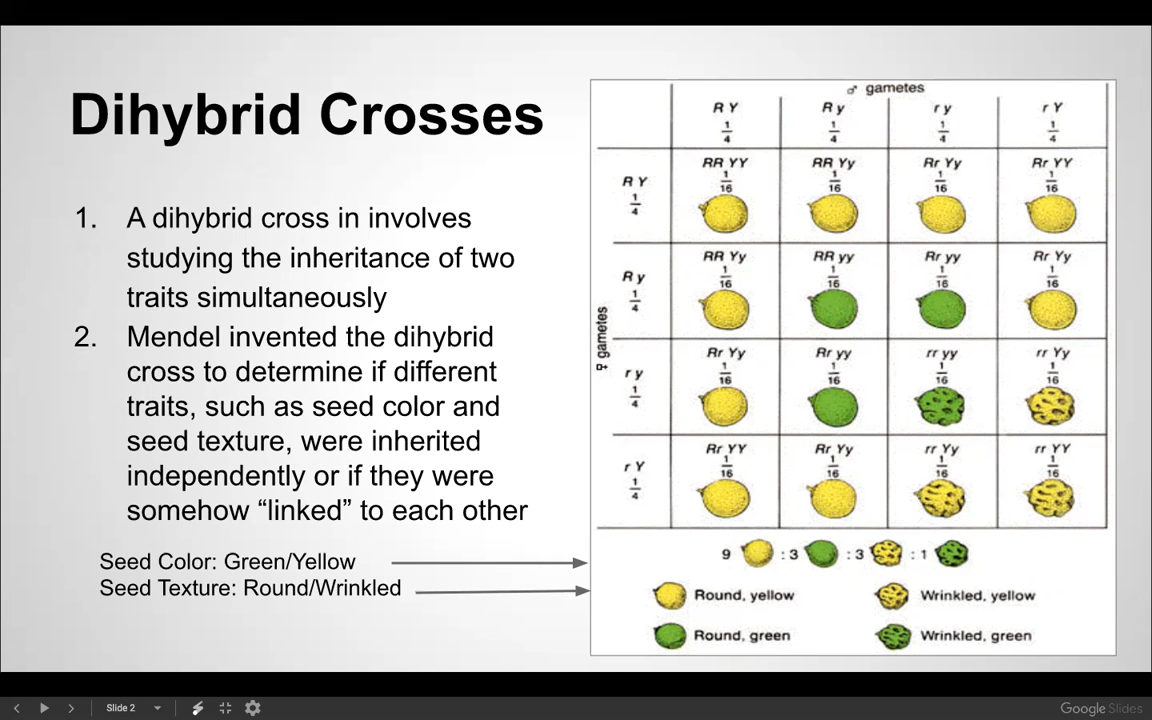 Dihybrid Crosses
1. A dihybrid cross in involves
studying the inheritance of two
traits simultaneously
2. Mendel invented the dihybrid
cross to determine if different
traits, such as seed color and
seed texture, were inherited
independently or if they were
somehow “linked” to each other
Seed Color: Green/Yellow
Seed Texture: Round/Wrinkled
♂ gametes
R Y R y r y r Y
1/4 1/4 1/4 1/4
♀ gametes
R Y RR YY RR Yy Rr Yy Rr YY
1/4 1/16 1/16 1/16 1/16
R y RR Yy RR yy Rr yy Rr Yy
1/4 1/16 1/16 1/16 1/16
r y Rr Yy Rr yy rr yy rr Yy
1/4 1/16 1/16 1/16 1/16
r Y Rr YY Rr Yy rr Yy rr YY
1/4 1/16 1/16 1/16 1/16
9 : 3 : 3 : 1
Round, yellow Wrinkled, yellow
Round, green Wrinkled, green
Slide 2
Google Slides